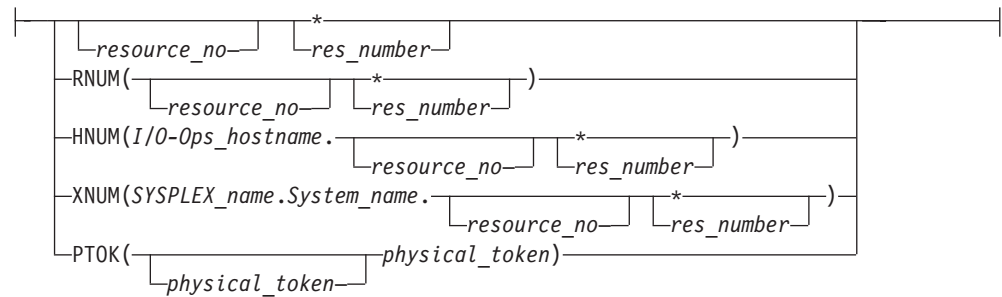 *
resource_no– res_number
RNUM( * )
resource_no– res_number
HNUM(I/O-Ops_hostname. * )
resource_no– res_number
XNUM(SYSPLEX_name.System_name. * )
resource_no– res_number
PTOK( physical_token)
physical_token–